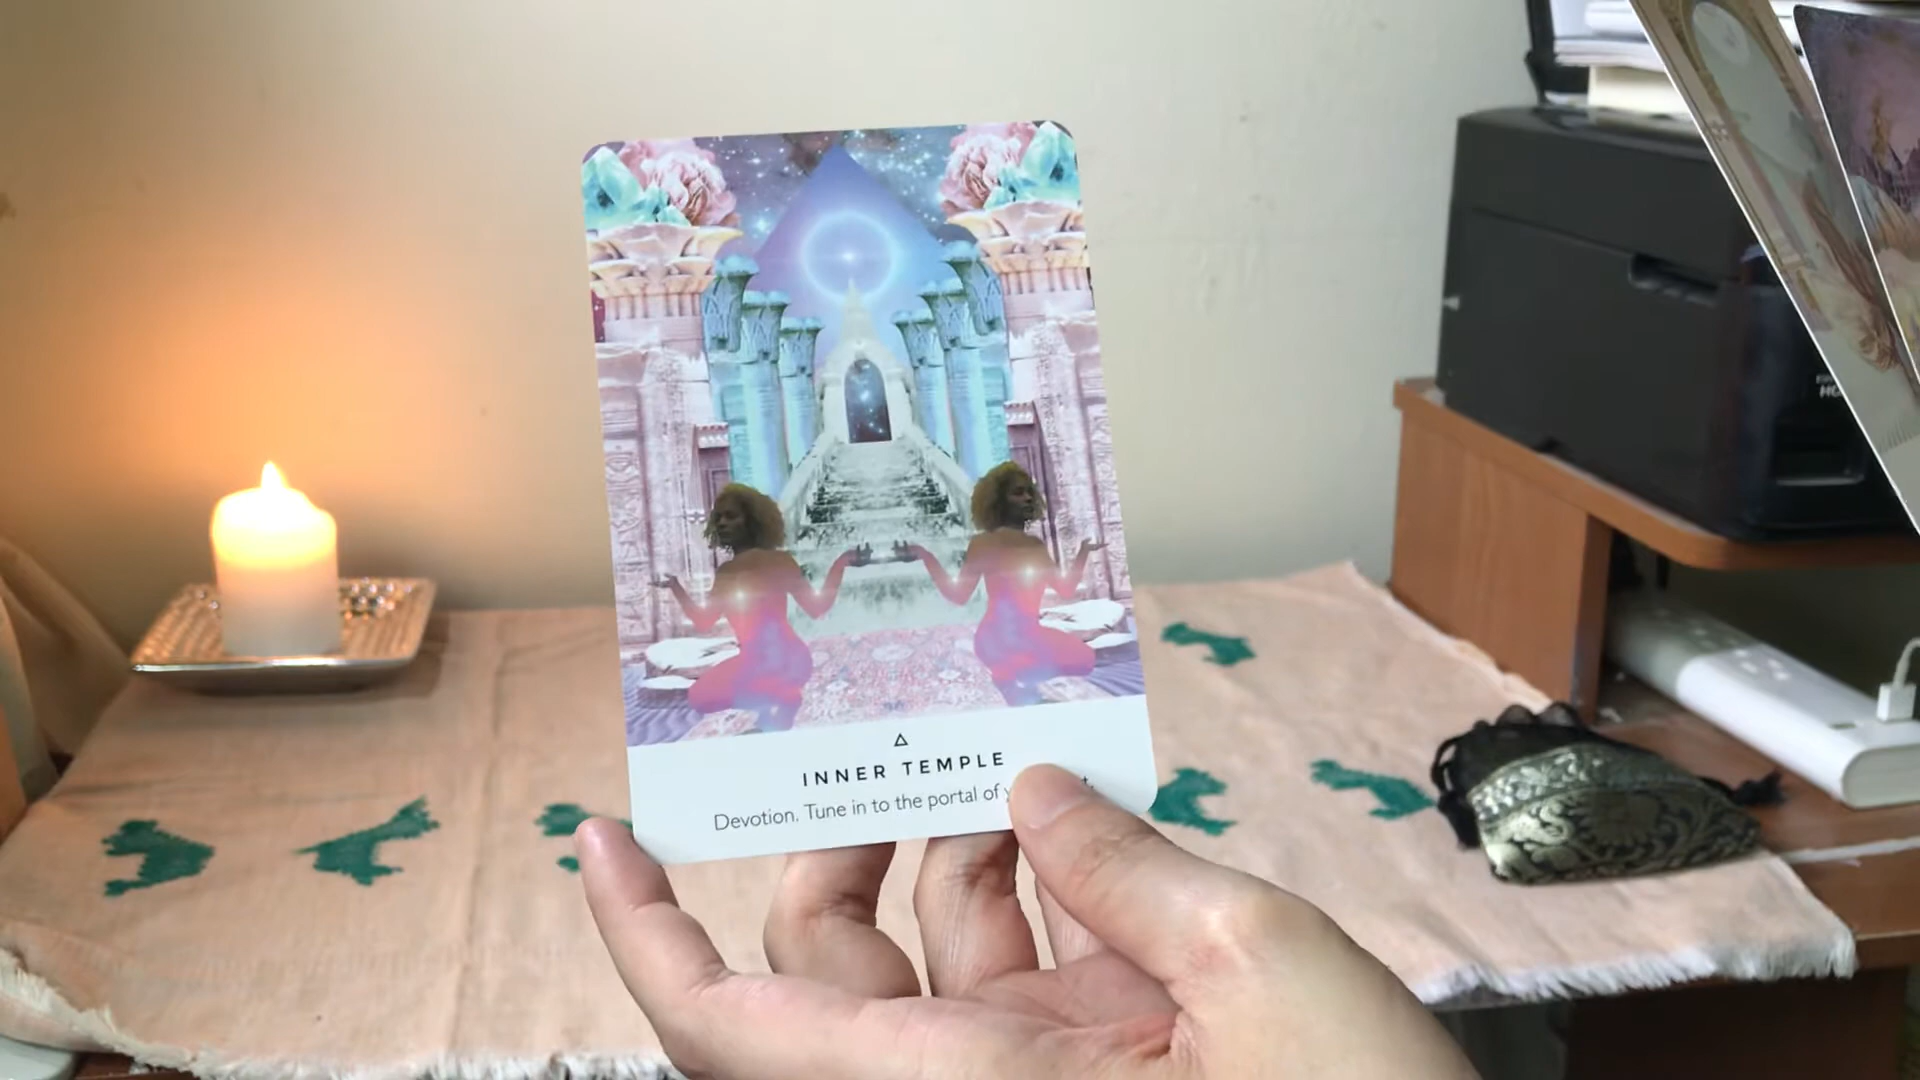 INNER TEMPLE
Devotion. Tune in to the portal of